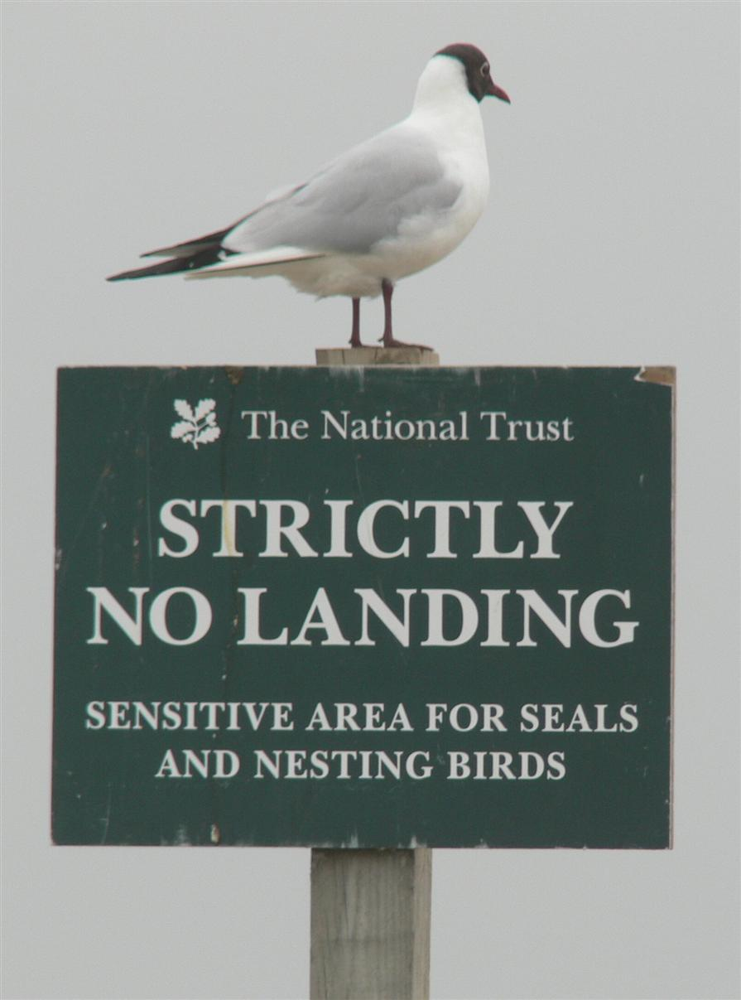 The National Trust
STRICTLY
NO LANDING
SENSITIVE AREA FOR SEALS
AND NESTING BIRDS